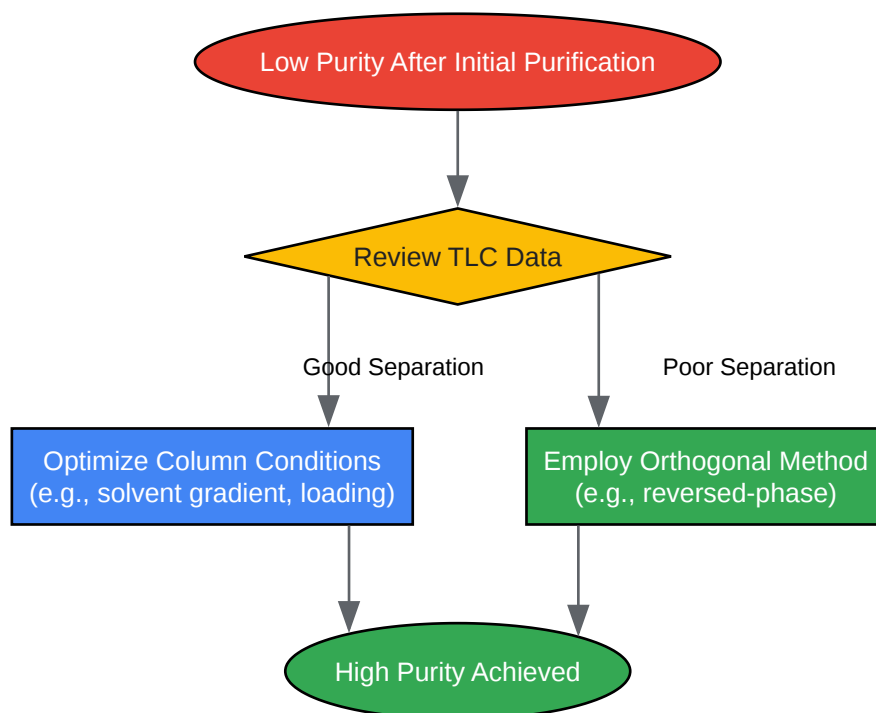 Low Purity After Initial Purification
Review TLC Data
Good Separation
Poor Separation
Optimize Column Conditions
(e.g., solvent gradient, loading)
Employ Orthogonal Method
(e.g., reversed-phase)
High Purity Achieved